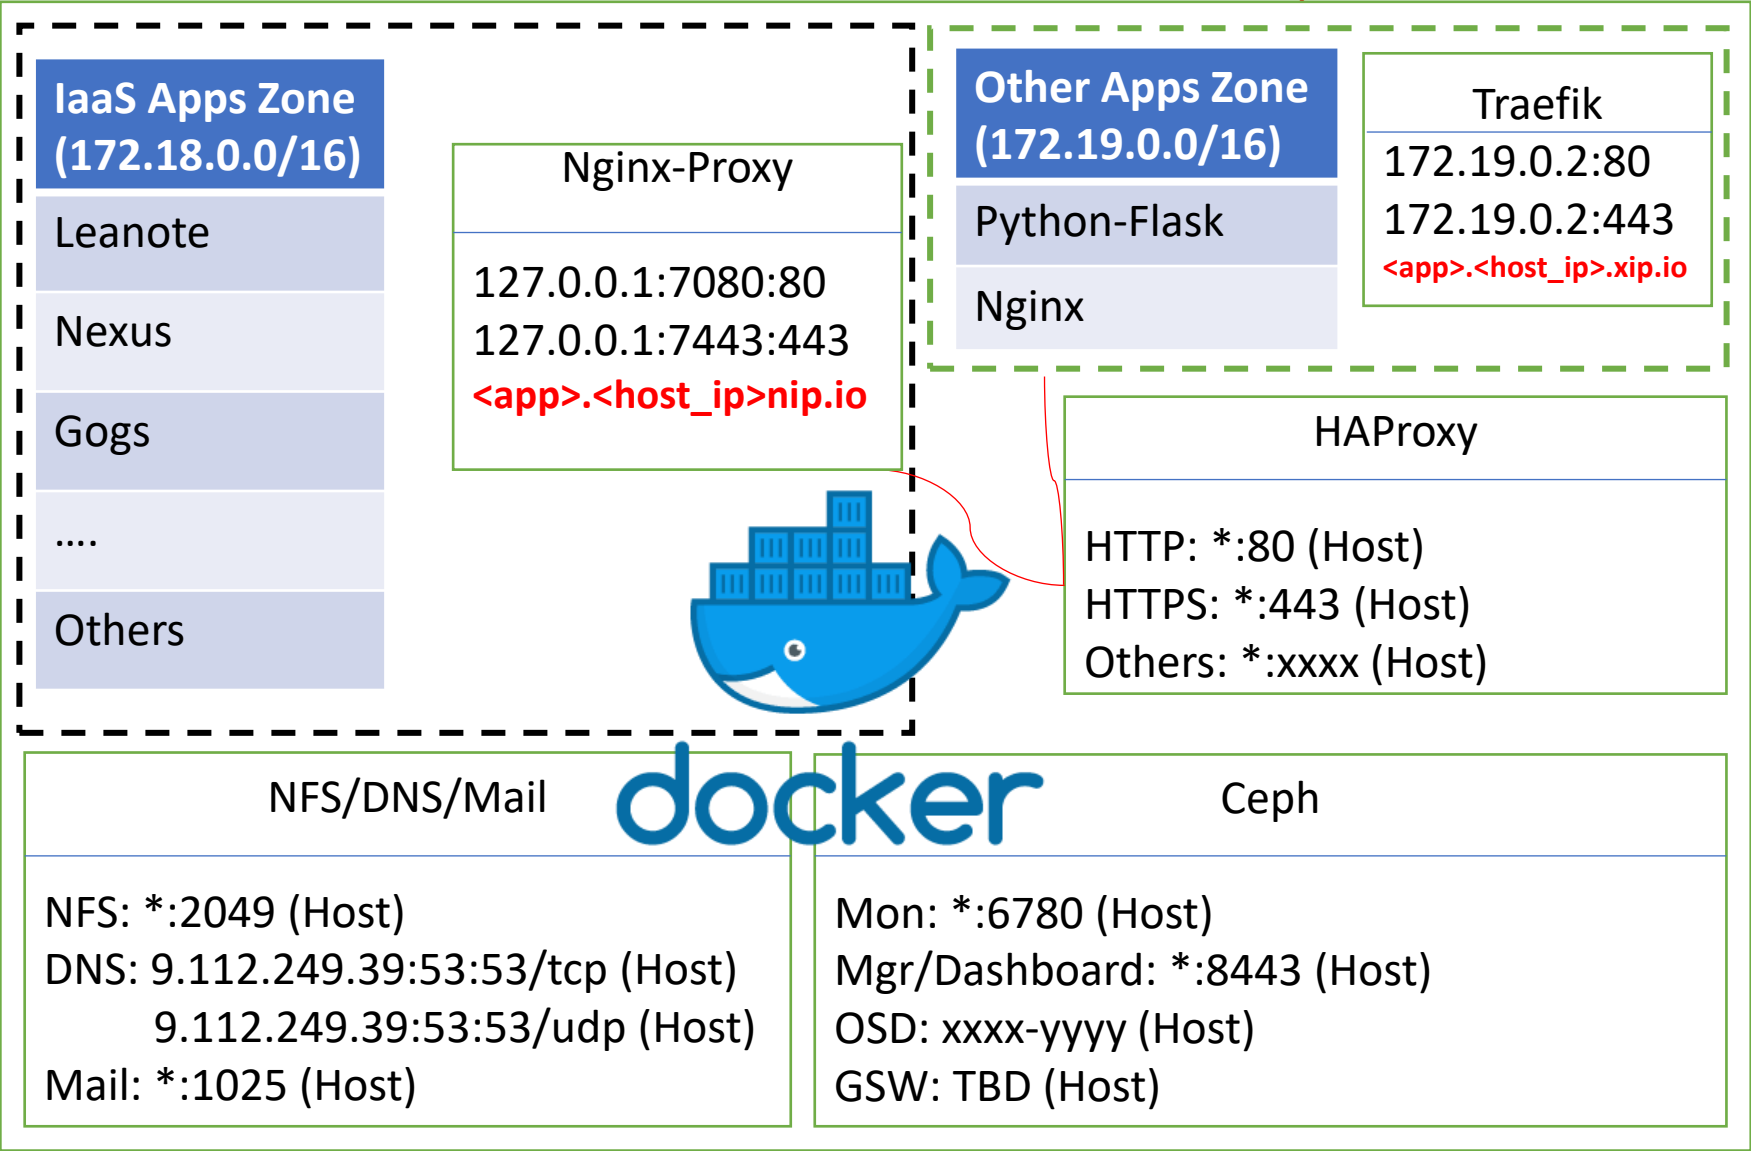 IaaS Apps Zone
(172.18.0.0/16)
Leanote
Nexus
Gogs
....
Others
Nginx-Proxy
127.0.0.1:7080:80
127.0.0.1:7443:443
<app>.<host_ip>nip.io
Other Apps Zone
(172.19.0.0/16)
Python-Flask
Nginx
Traefik
172.19.0.2:80
172.19.0.2:443
<app>.<host_ip>.xip.io
HAProxy
HTTP: *:80 (Host)
HTTPS: *:443 (Host)
Others: *:xxxx (Host)
docker
NFS/DNS/Mail
NFS: *:2049 (Host)
DNS: 9.112.249.39:53:53/tcp (Host)
9.112.249.39:53:53/udp (Host)
Mail: *:1025 (Host)
Ceph
Mon: *:6780 (Host)
Mgr/Dashboard: *:8443 (Host)
OSD: xxxx-yyyy (Host)
GSW: TBD (Host)